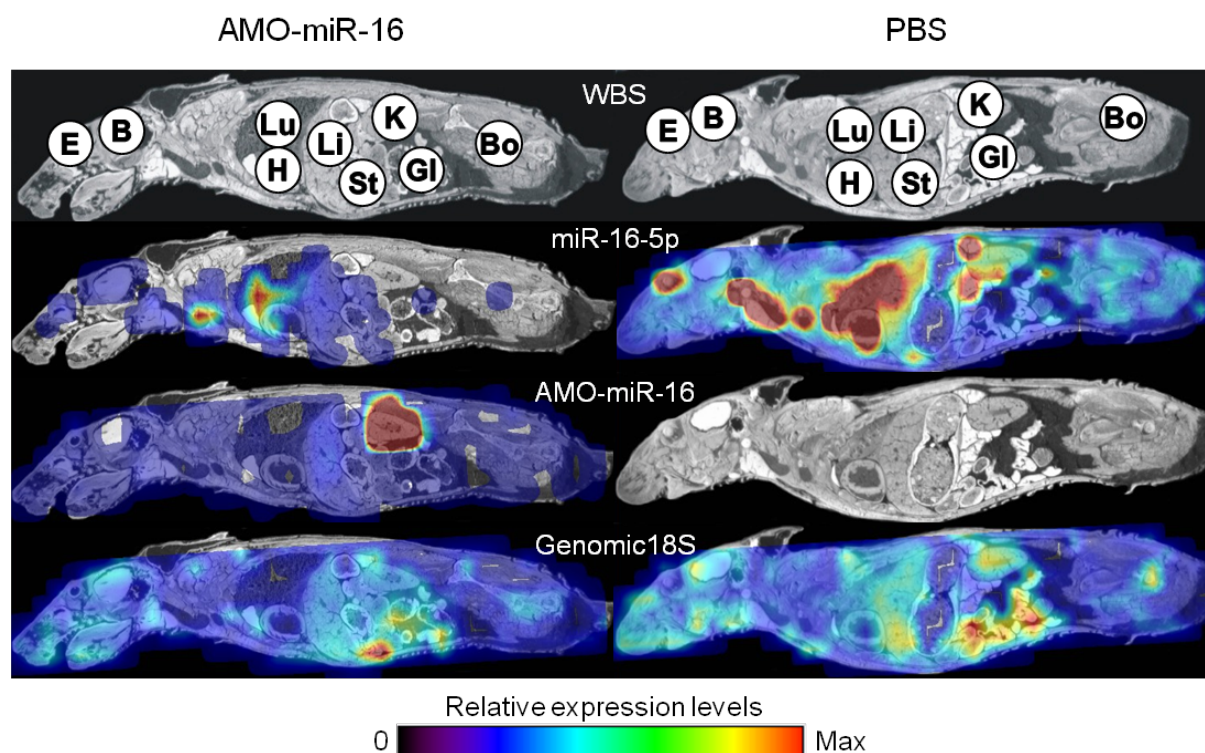 AMO-miR-16 PBS
WBS
E B Lu H Li St K Gl Bo
E B Lu H Li St K Gl Bo
miR-16-5p
AMO-miR-16
Genomic18S
Relative expression levels
0 Max